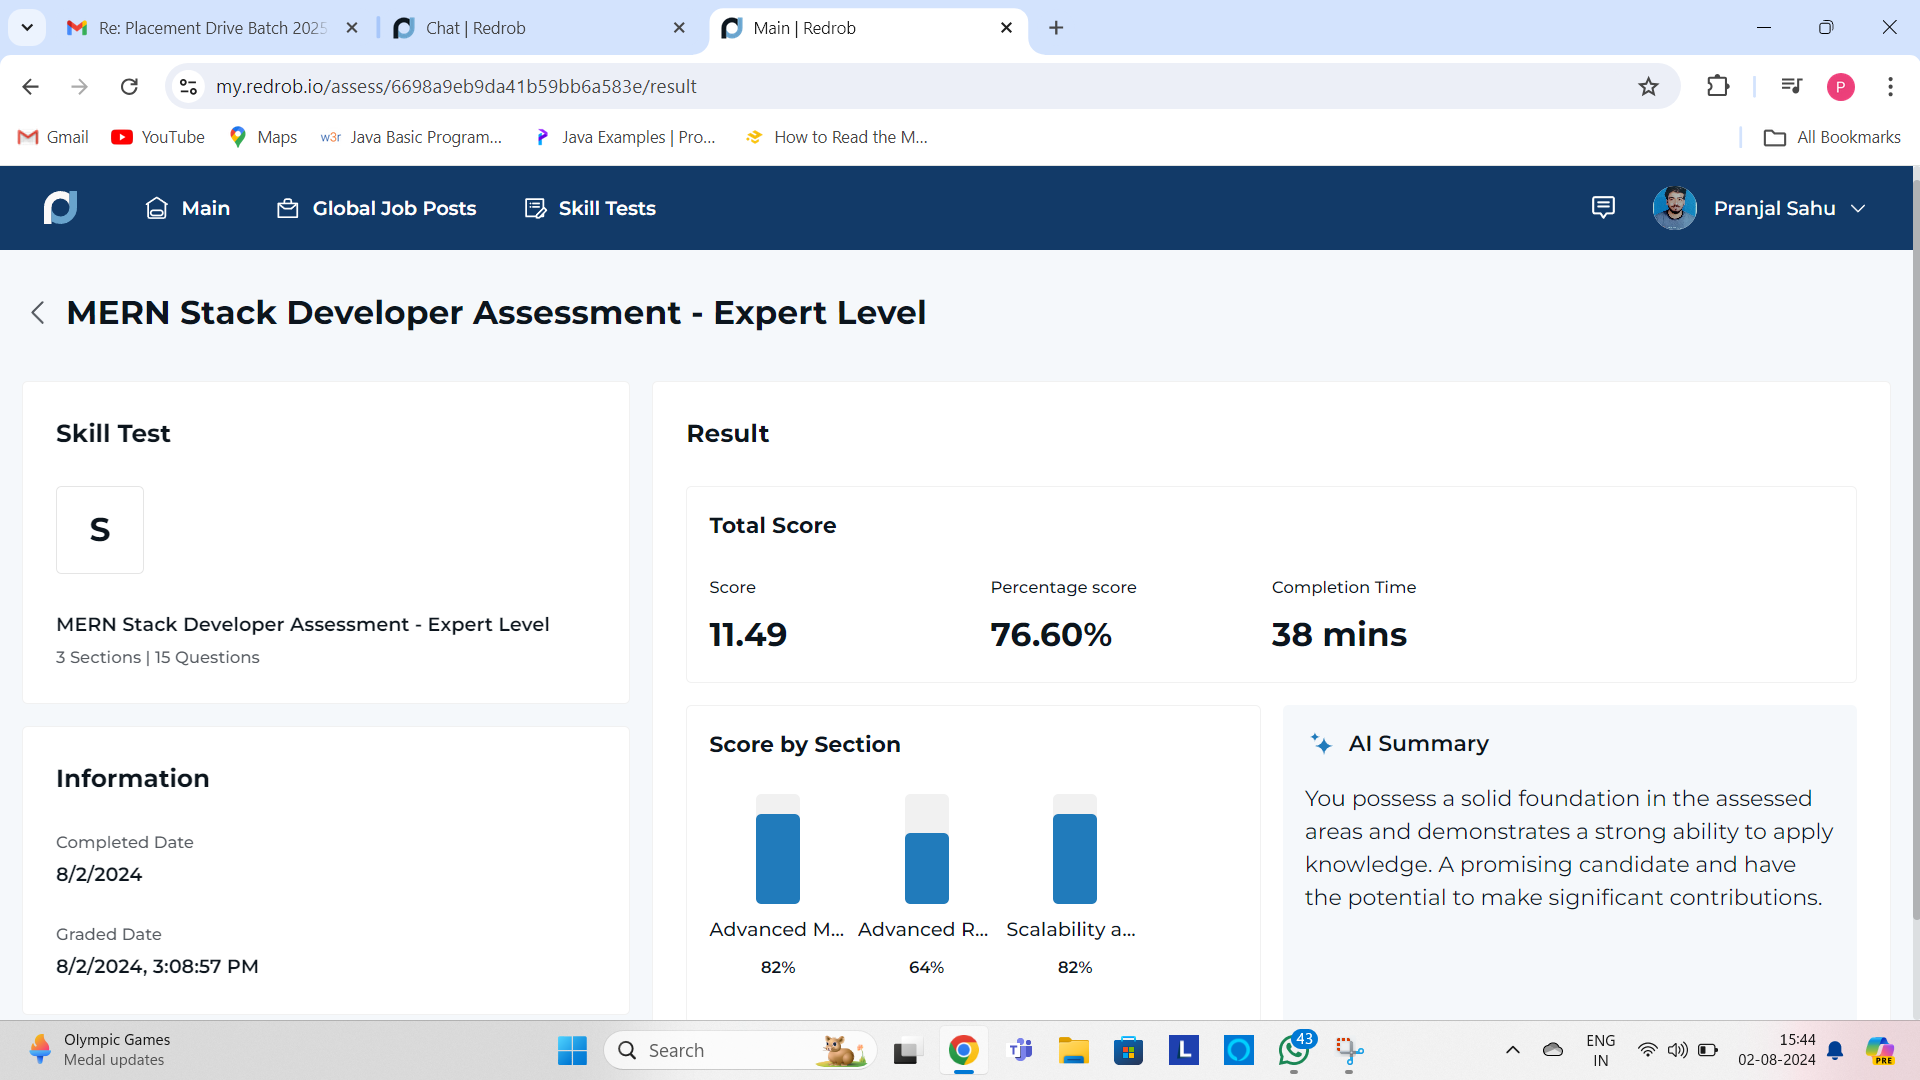 Re: Placement Drive Batch 2025
Chat | Redrob
Main | Redrob
my.redrob.io/assess/6698a9eb9da41b59bb6a583e/result
P
Gmail
YouTube
Maps
w3r Java Basic Program...
Java Examples | Pro...
How to Read the M...
All Bookmarks
Main
Global Job Posts
Skill Tests
Pranjal Sahu
MERN Stack Developer Assessment - Expert Level
Skill Test
S
MERN Stack Developer Assessment - Expert Level
3 Sections | 15 Questions
Information
Completed Date
8/2/2024
Graded Date
8/2/2024, 3:08:57 PM
Result
Total Score
Score
Percentage score
Completion Time
11.49
76.60%
38 mins
Score by Section
Advanced M...
Advanced R...
Scalability a...
82%
64%
82%
AI Summary
You possess a solid foundation in the assessed
areas and demonstrates a strong ability to apply
knowledge. A promising candidate and have
the potential to make significant contributions.
Olympic Games
Medal updates
Search
L
43
ENG
IN
15:44
02-08-2024
PRE